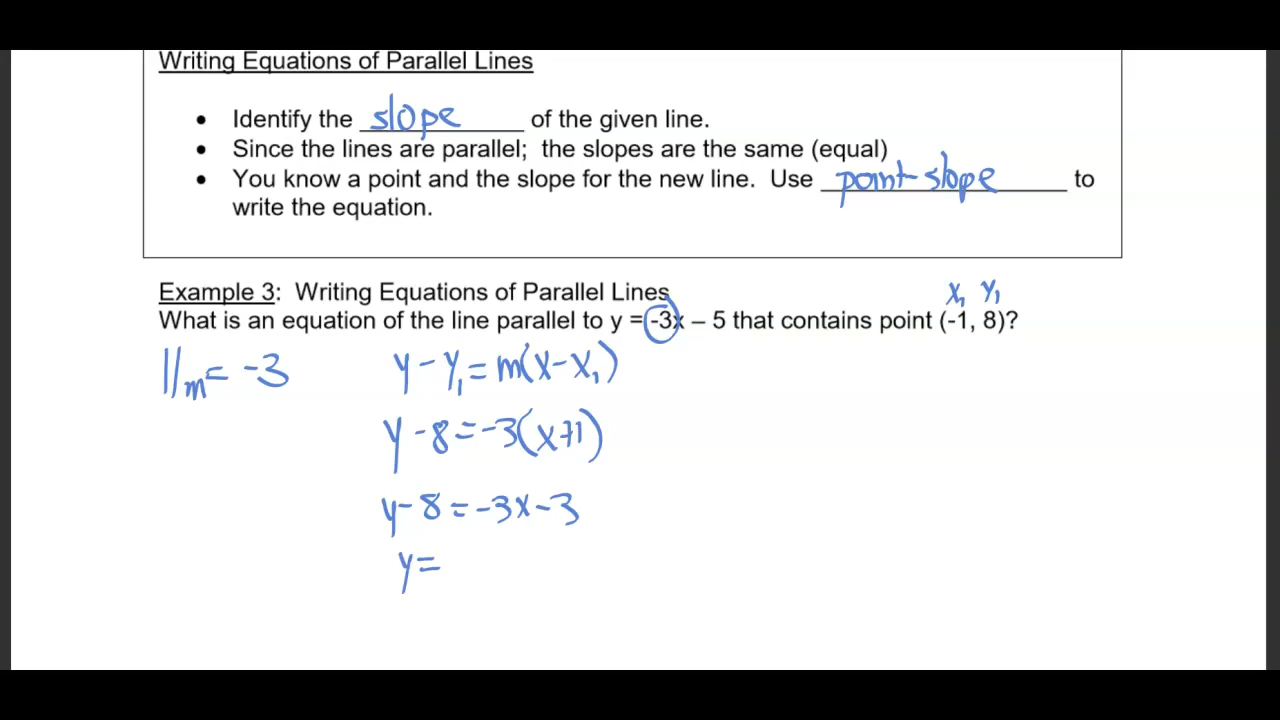 Writing Equations of Parallel Lines
• Identify the slope of the given line.
• Since the lines are parallel; the slopes are the same (equal)
• You know a point and the slope for the new line. Use point-slope to
write the equation.
Example 3: Writing Equations of Parallel Lines
x₁ y₁
What is an equation of the line parallel to y = -3x – 5 that contains point (-1, 8)?
//m = -3
y - y₁ = m(x - x₁)
y - 8 = -3(x+1)
y - 8 = -3x - 3
y =